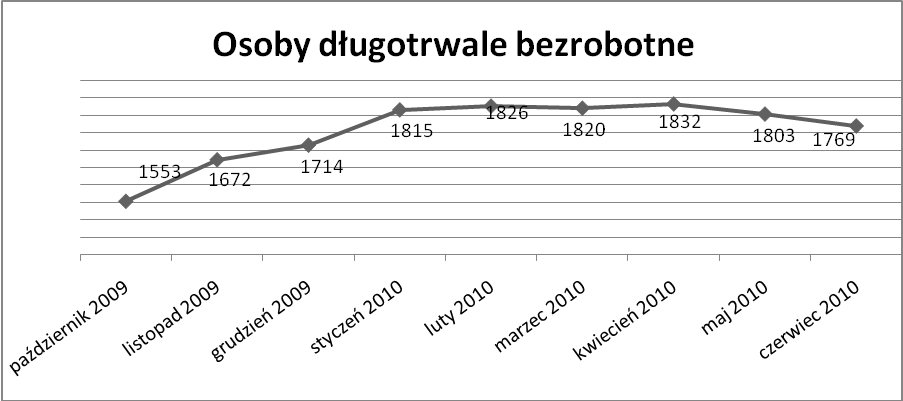 Osoby długotrwale bezrobotne
1553
1672
1714
1815
1826
1820
1832
1803
1769
październik 2009
listopad 2009
grudzień 2009
styczeń 2010
luty 2010
marzec 2010
kwiecień 2010
maj 2010
czerwiec 2010